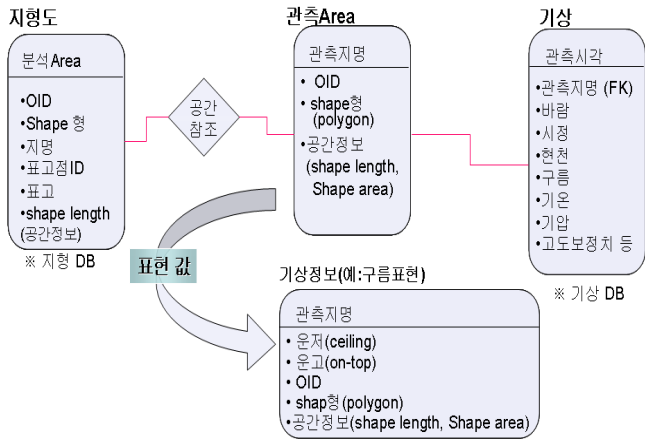 지형도
분석Area
•OID
•Shape 형
•지명
•표고점ID
•표고
•shape length
(공간정보)
※ 지형 DB
공간
참조
관측Area
관측지명
• OID
• shape형
(polygon)
•공간정보
(shape length,
Shape area)
기상
관측시각
•관측지명 (FK)
•바람
•시정
•현천
•구름
•기온
•기압
•고도보정치 등
※ 기상 DB
표현 값
기상정보(예:구름표현)
관측지명
• 운저(ceiling)
• 운고(on-top)
• OID
• shap형(polygon)
•공간정보(shape length, Shape area)